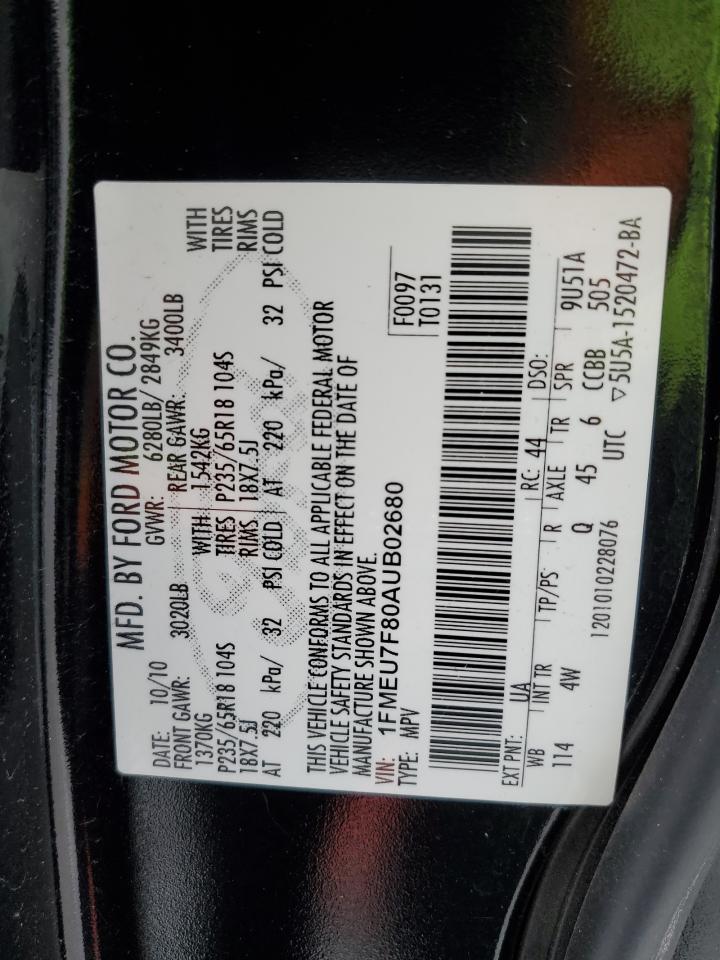 MFD. BY FORD MOTOR CO.
DATE: 10/10 GVWR: 6280LB/ 2849KG
FRONT GAWR: 3020LB REAR GAWR: 3400LB
1370KG WITH 1542KG WITH
P235/65R18 104S TIRES P235/65R18 104S TIRES
18X7.5J RIMS 18X7.5J RIMS
AT 220 kPa/ 32 PSI COLD AT 220 kPa/ 32 PSI COLD
THIS VEHICLE CONFORMS TO ALL APPLICABLE FEDERAL MOTOR
VEHICLE SAFETY STANDARDS IN EFFECT ON THE DATE OF
MANUFACTURE SHOWN ABOVE.
VIN: 1FMEU7F80AUB02680
TYPE: MPV
F0097
T0131
EXT PNT: UA RC: 44 DSO:
WB INT TR TP/PS R AXLE TR SPR 9U51A
114 4W Q 45 6 CCBB 505
1201010228076 UTC ▽5U5A-1520472-BA